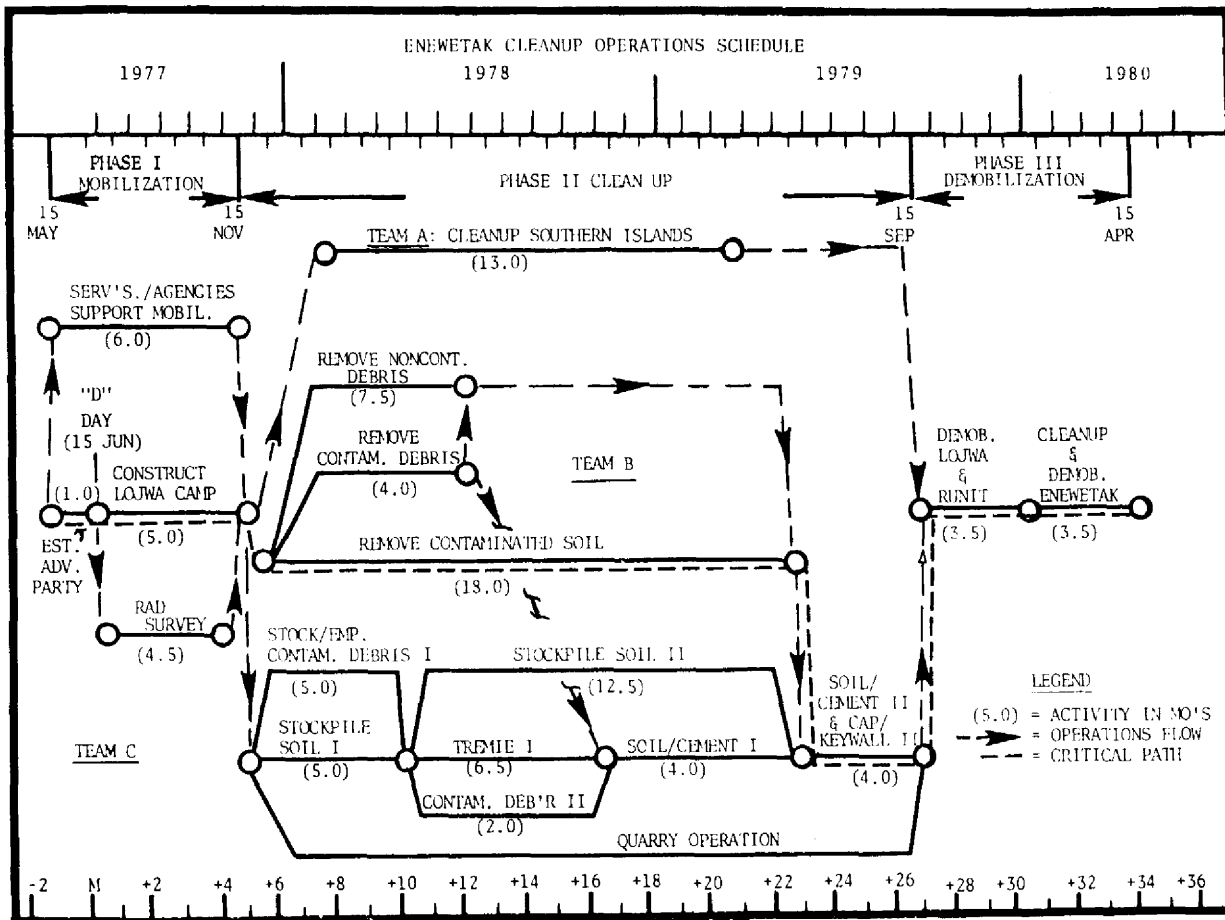 ENEWETAK CLEANUP OPERATIONS SCHEDULE
1977 1978 1979 1980
PHASE I
MOBILIZATION
PHASE II CLEAN UP
PHASE III
DEMOBILIZATION
15
MAY
15
NOV
15
SEP
15
APR
TEAM A: CLEANUP SOUTHERN ISLANDS
(13.0)
SERV'S./AGENCIES
SUPPORT MOBIL.
(6.0)
REMOVE NONCONT.
DEBRIS
(7.5)
"D"
DAY
(15 JUN)
REMOVE
CONTAM. DEBRIS
(4.0)
TEAM B
(1.0)
CONSTRUCT
LOJWA CAMP
(5.0)
EST.
ADV.
PARTY
DEMOB.
LOJWA
&
RUNIT
(3.5)
CLEANUP
&
DEMOB.
ENEWETAK
(3.5)
REMOVE CONTAMINATED SOIL
(18.0)
RAD
SURVEY
(4.5)
STOCK/EMP.
CONTAM. DEBRIS I
(5.0)
STOCKPILE SOIL II
(12.5)
TEAM C
STOCKPILE
SOIL I
(5.0)
TREMIE I
(6.5)
SOIL/CEMENT I
(4.0)
SOIL/
CEMENT II
& CAP/
KEYWALL II
(4.0)
CONTAM. DEB'R II
(2.0)
QUARRY OPERATION
LEGEND
(5.0) = ACTIVITY IN MO'S
= OPERATIONS FLOW
= CRITICAL PATH
-2 M +2 +4 +6 +10 +12 +14 +16 +18 +20 +22 +24 +26 +28 +30 +32 +34 +36